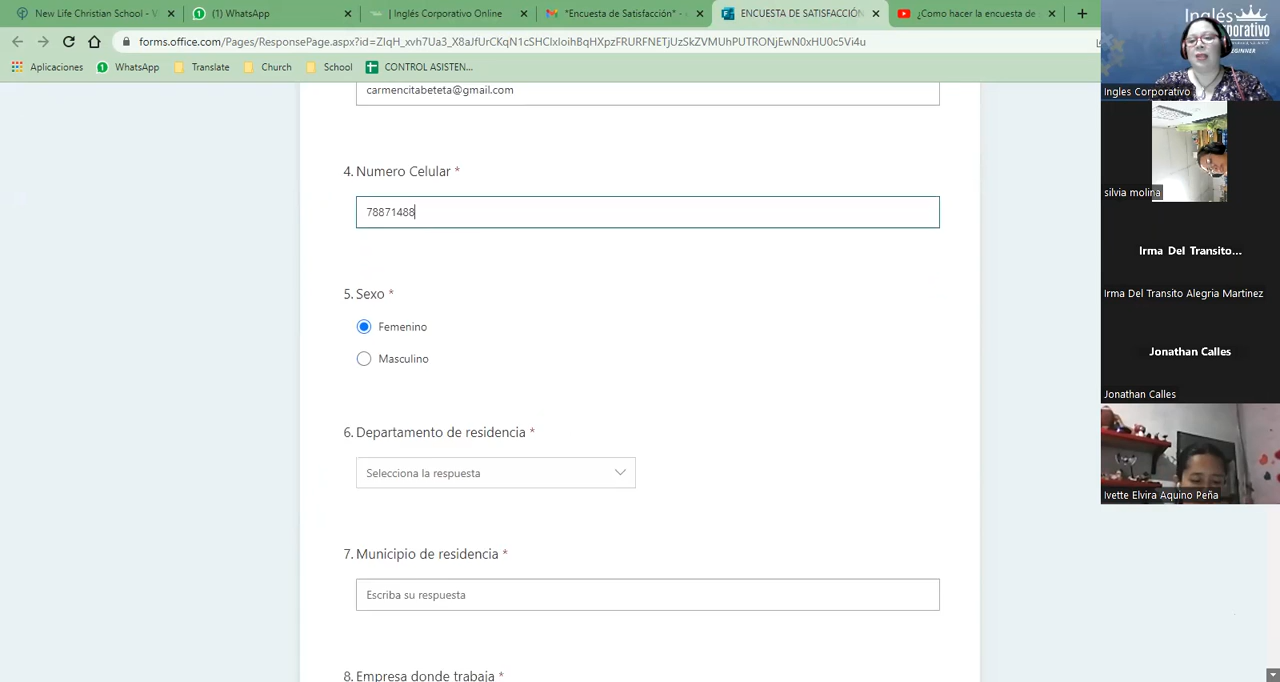 New Life Christian School - V
(1) WhatsApp
| Inglés Corporativo Online
"Encuesta de Satisfacción" -
ENCUESTA DE SATISFACCIÓN
¿Como hacer la encuesta de
forms.office.com/Pages/ResponsePage.aspx?id=ZIqH_xvh7Ua3_X8aJfUrCKqN1cSHClxIoihBqHXpzFRURFNETjUzSkZVMUhPUTRONjEwN0xHU0c5Vi4u
Aplicaciones
WhatsApp
Translate
Church
School
CONTROL ASISTEN...
carmencitabeteta@gmail.com
4. Numero Celular *
78871488
5. Sexo *
Femenino
Masculino
6. Departamento de residencia *
Selecciona la respuesta
7. Municipio de residencia *
Escriba su respuesta
8. Empresa donde trabaja *
Inglés
Ingles Corporativo
silvia molina
Irma Del Transito...
Irma Del Transito Alegria Martinez
Jonathan Calles
Jonathan Calles
Ivette Elvira Aquino Peña